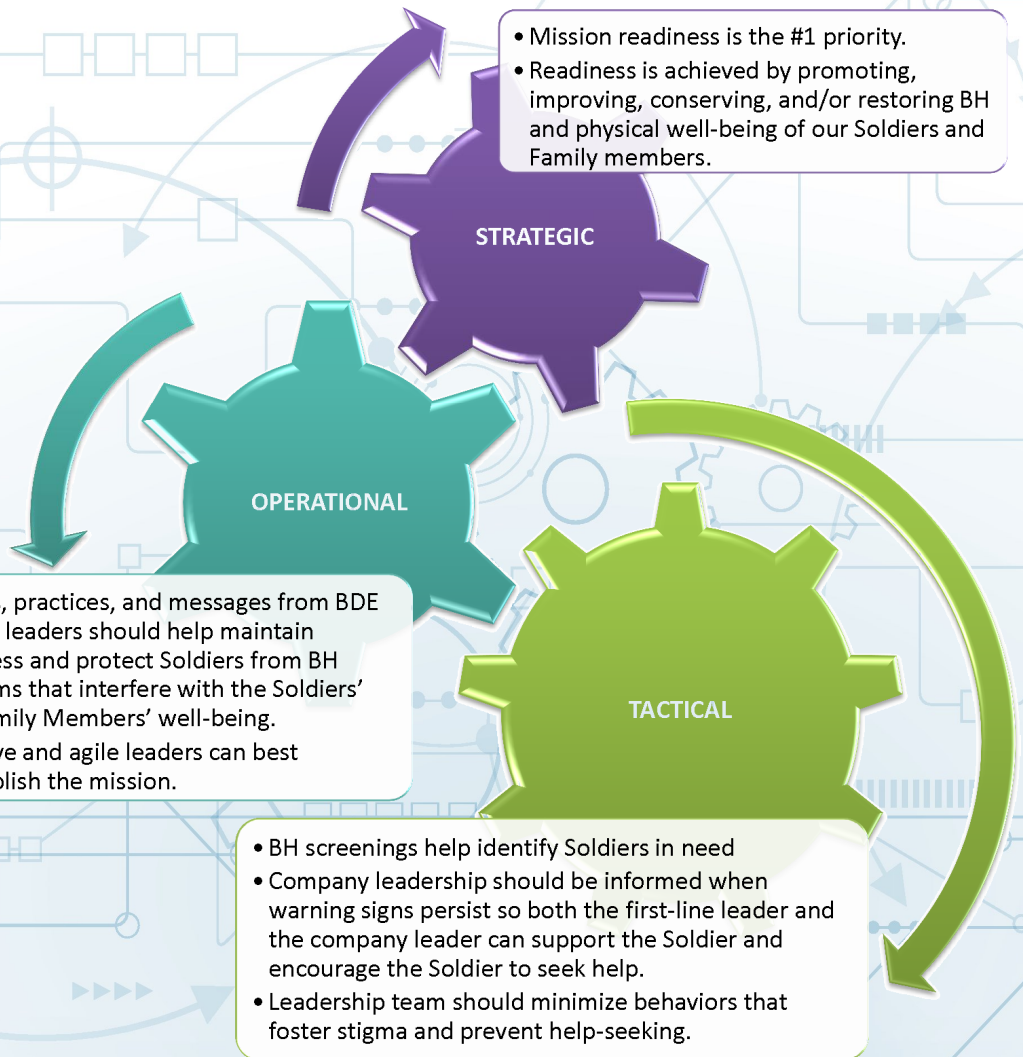 • Mission readiness is the #1 priority.
• Readiness is achieved by promoting,
improving, conserving, and/or restoring BH
and physical well-being of our Soldiers and
Family members.
STRATEGIC
OPERATIONAL
, practices, and messages from BDE
leaders should help maintain
and protect Soldiers from BH
that interfere with the Soldiers’
Members’ well-being.
and agile leaders can best
the mission.
TACTICAL
• BH screenings help identify Soldiers in need
• Company leadership should be informed when
warning signs persist so both the first-line leader and
the company leader can support the Soldier and
encourage the Soldier to seek help.
• Leadership team should minimize behaviors that
foster stigma and prevent help-seeking.